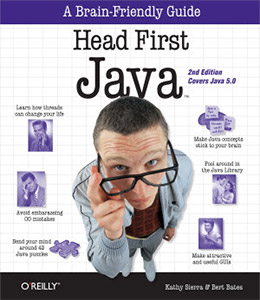 A Brain-Friendly Guide
Head First
Java™
2nd Edition
Covers Java 5.0
Learn how threads
can change your life
Make Java concepts
stick to your brain
Fool around in
the Java Library
Avoid embarassing
OO mistakes
Bend your mind
around 42
Java puzzles
Make attractive
and useful GUIs
O'REILLY®
Kathy Sierra & Bert Bates